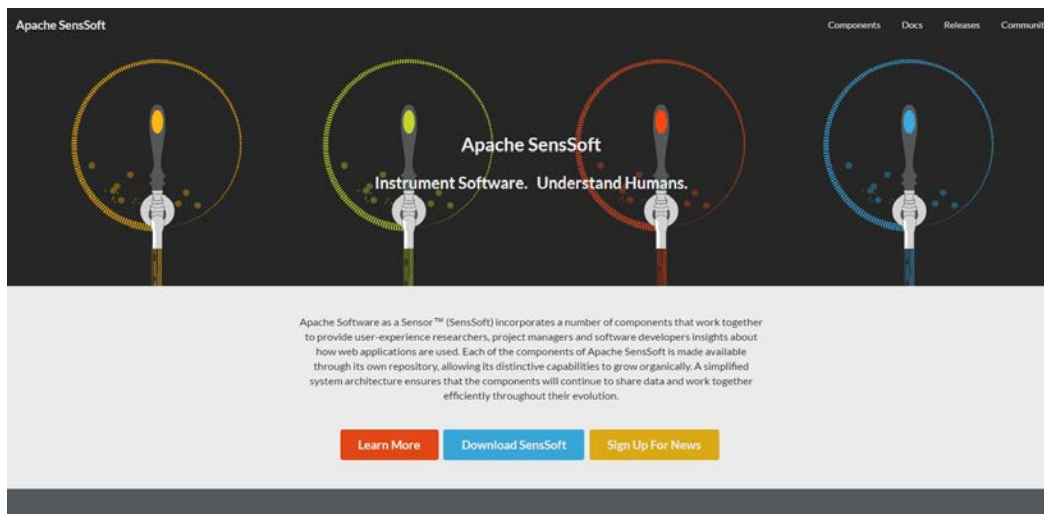 Apache SensSoft
Components Docs Releases Communit
Apache SensSoft
Instrument Software. Understand Humans.
Apache Software as a Sensor™ (SensSoft) incorporates a number of components that work together
to provide user-experience researchers, project managers and software developers insights about
how web applications are used. Each of the components of Apache SensSoft is made available
through its own repository, allowing its distinctive capabilities to grow organically. A simplified
system architecture ensures that the components will continue to share data and work together
efficiently throughout their evolution.
Learn More
Download SensSoft
Sign Up For News